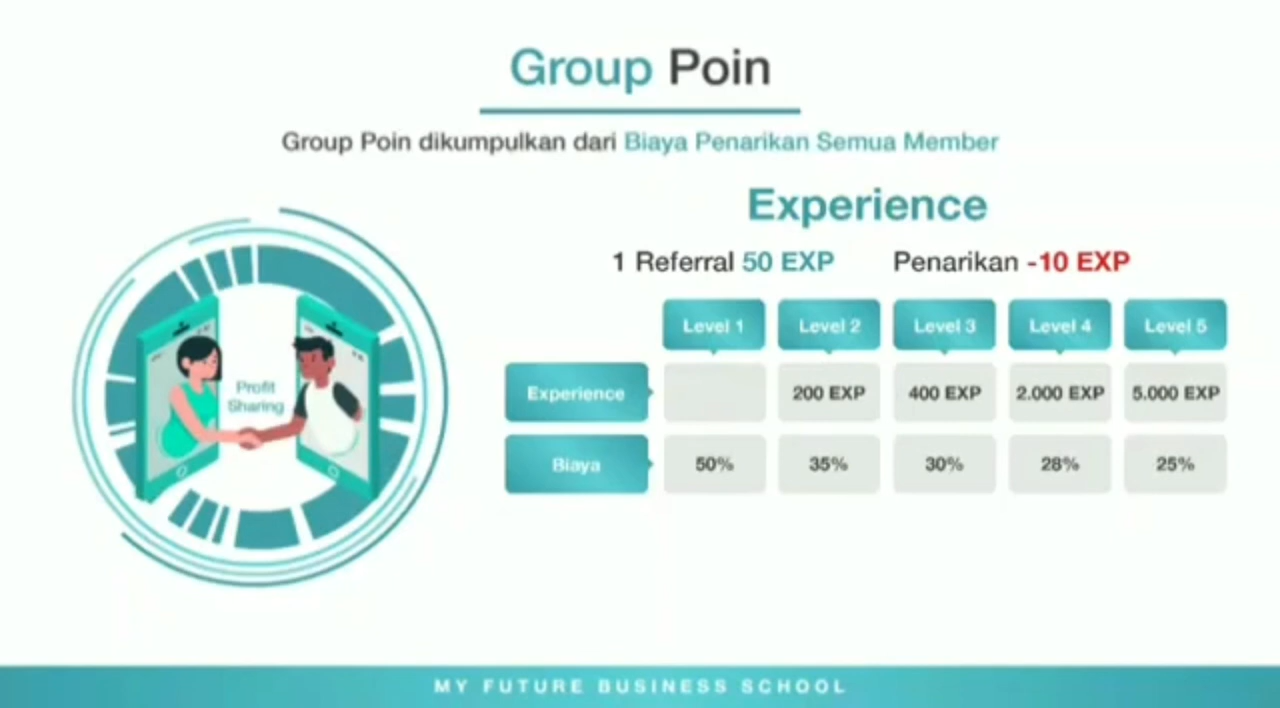 Group Poin
Group Poin dikumpulkan dari Biaya Penarikan Semua Member
Profit
Sharing
Experience
1 Referral 50 EXP Penarikan -10 EXP
Level 1 Level 2 Level 3 Level 4 Level 5
Experience 200 EXP 400 EXP 2.000 EXP 5.000 EXP
Biaya 50% 35% 30% 28% 25%
MY FUTURE BUSINESS SCHOOL